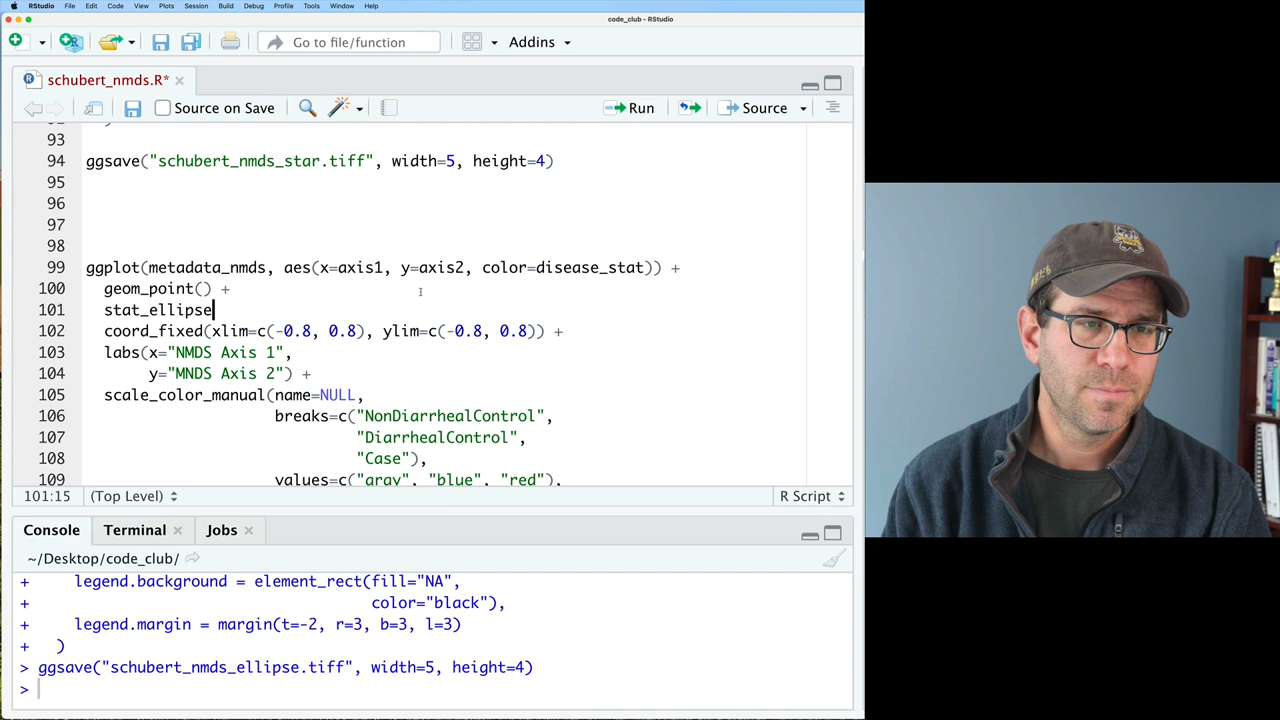 RStudio File Edit Code View Plots Session Build Debug Profile Tools Window Help
code_club - RStudio
Go to file/function Addins
schubert_nmds.R*
Source on Save Run Source
93
94 ggsave("schubert_nmds_star.tiff", width=5, height=4)
95
96
97
98
99 ggplot(metadata_nmds, aes(x=axis1, y=axis2, color=disease_stat)) +
100 geom_point() +
101 stat_ellipse
102 coord_fixed(xlim=c(-0.8, 0.8), ylim=c(-0.8, 0.8)) +
103 labs(x="NMDS Axis 1",
104 y="MNDS Axis 2") +
105 scale_color_manual(name=NULL,
106 breaks=c("NonDiarrhealControl",
107 "DiarrhealControl",
108 "Case"),
109 values=c("gray", "blue", "red"),
101:15 (Top Level) R Script
Console Terminal Jobs
~/Desktop/code_club/
+ legend.background = element_rect(fill="NA",
+ color="black"),
+ legend.margin = margin(t=-2, r=3, b=3, l=3)
+ )
> ggsave("schubert_nmds_ellipse.tiff", width=5, height=4)
>